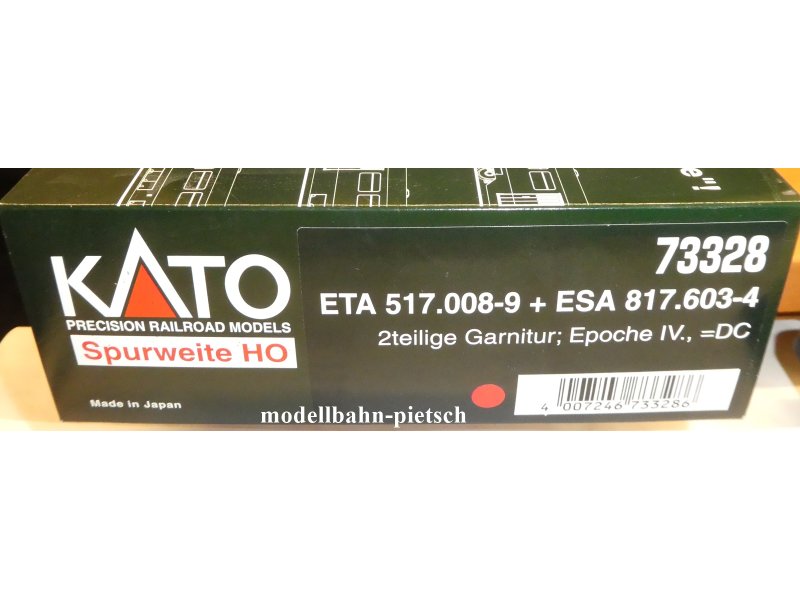 KATO
PRECISION RAILROAD MODELS
Spurweite HO
Made in Japan
73328
ETA 517.008-9 + ESA 817.603-4
2teilige Garnitur; Epoche IV., =DC
4 007246 733286
modellbahn-pietsch